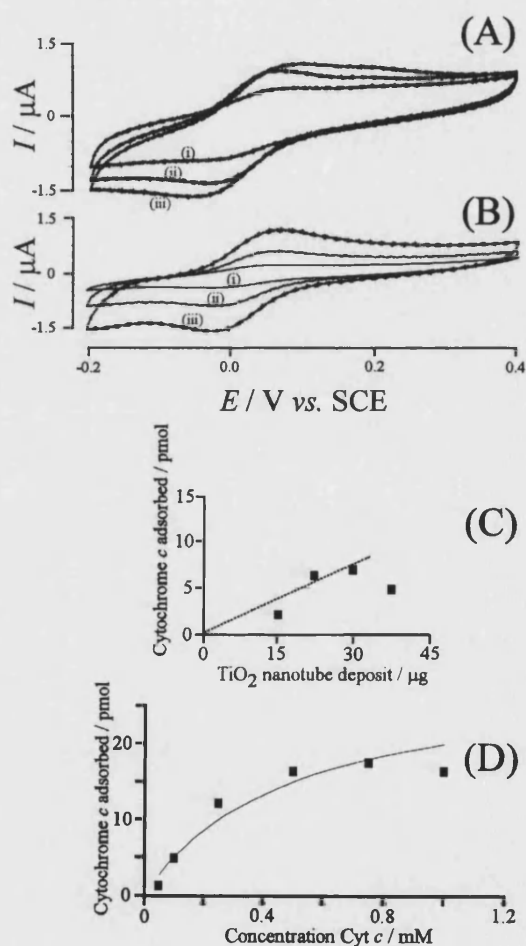 (A)
1.5
0
-1.5
I / μA
(i)
(ii)
(iii)
(B)
1.5
0
-1.5
I / μA
(i)
(ii)
(iii)
-0.2 0.0 0.2 0.4
E / V vs. SCE
(C)
Cytochrome c adsorbed / pmol
15
10
5
0
0 15 30 45
TiO2 nanotube deposit / μg
(D)
Cytochrome c adsorbed / pmol
20
10
0
0 0.4 0.8 1.2
Concentration Cyt c / mM